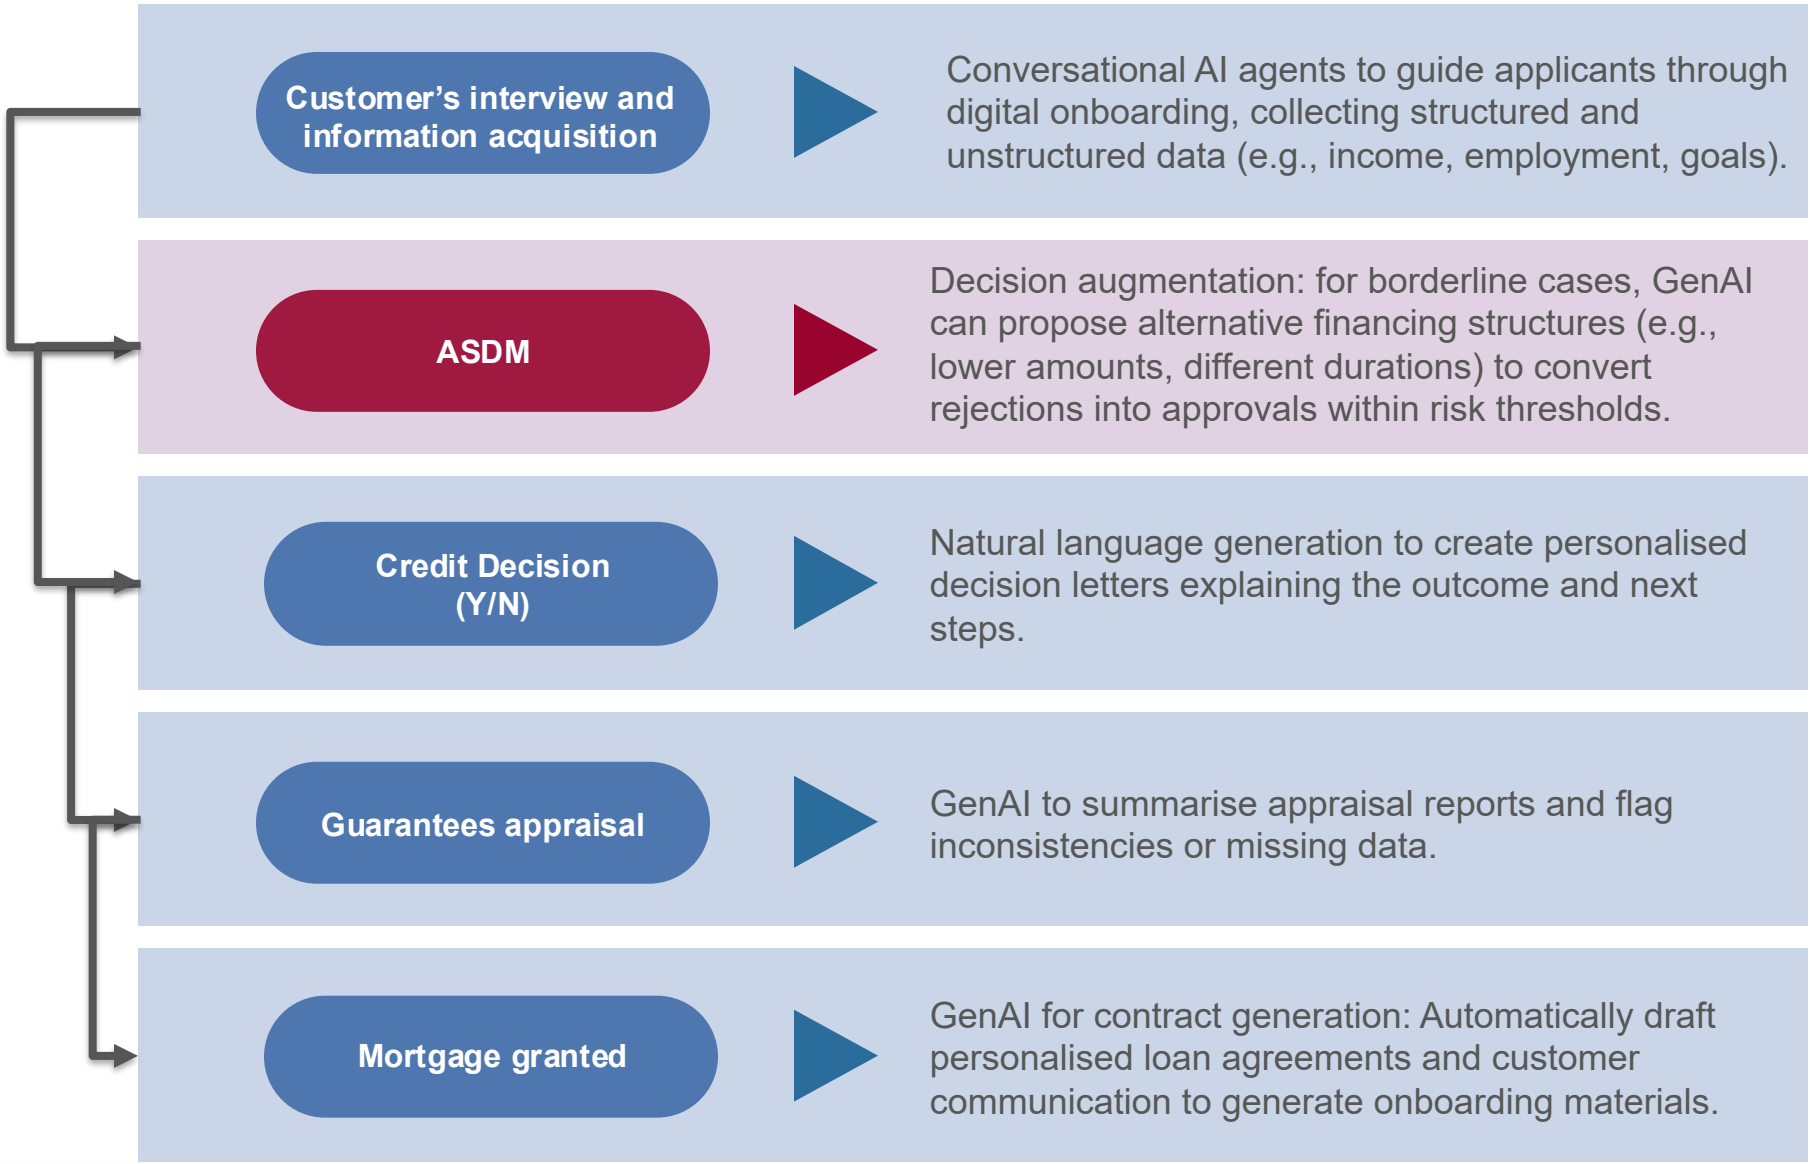 Customer's interview and
information acquisition
Conversational AI agents to guide applicants through
digital onboarding, collecting structured and
unstructured data (e.g., income, employment, goals).
ASDM
Decision augmentation: for borderline cases, GenAI
can propose alternative financing structures (e.g.,
lower amounts, different durations) to convert
rejections into approvals within risk thresholds.
Credit Decision
(Y/N)
Natural language generation to create personalised
decision letters explaining the outcome and next
steps.
Guarantees appraisal
GenAI to summarise appraisal reports and flag
inconsistencies or missing data.
Mortgage granted
GenAI for contract generation: Automatically draft
personalised loan agreements and customer
communication to generate onboarding materials.